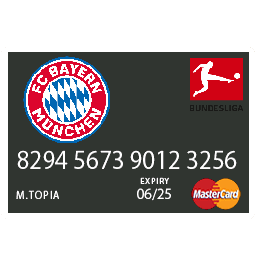 FC BAYERN
MÜNCHEN
BUNDESLIGA
8294 5673 9012 3256
EXPIRY
M.TOPIA 06/25
MasterCard